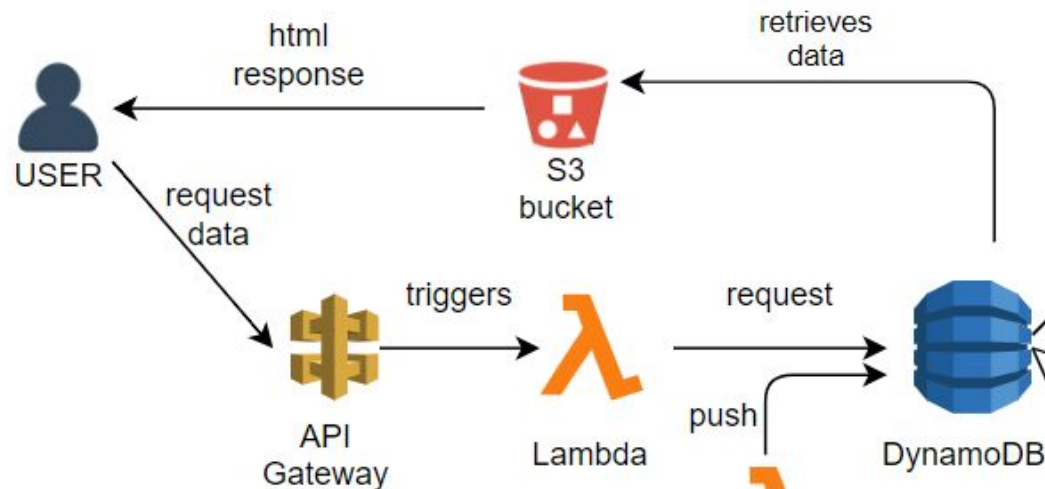 html
response
retrieves
data
USER
S3
bucket
request
data
triggers
request
API
Gateway
Lambda
push
DynamoDB